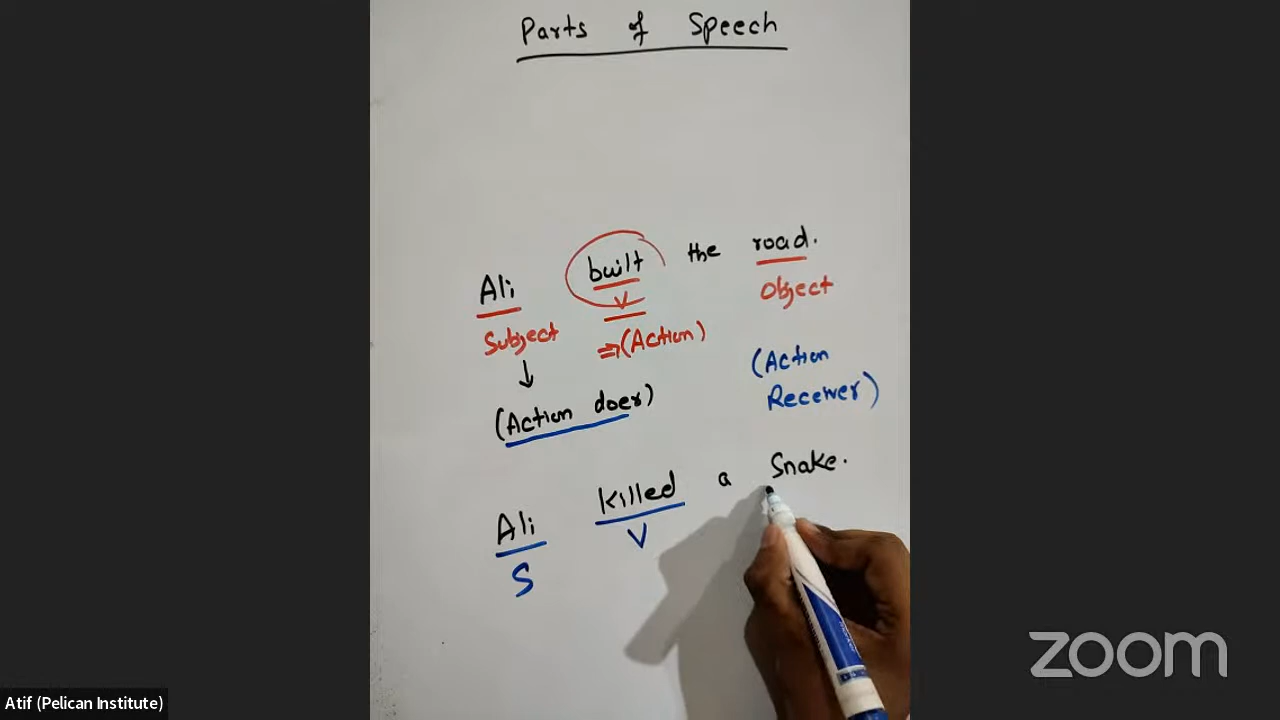 Parts of Speech
Ali built the road.
Subject V Object
⇒(Action)
↓
(Action doer)
(Action
Receiver)
Ali killed a Snake.
S V
zoom
Atif (Pelican Institute)